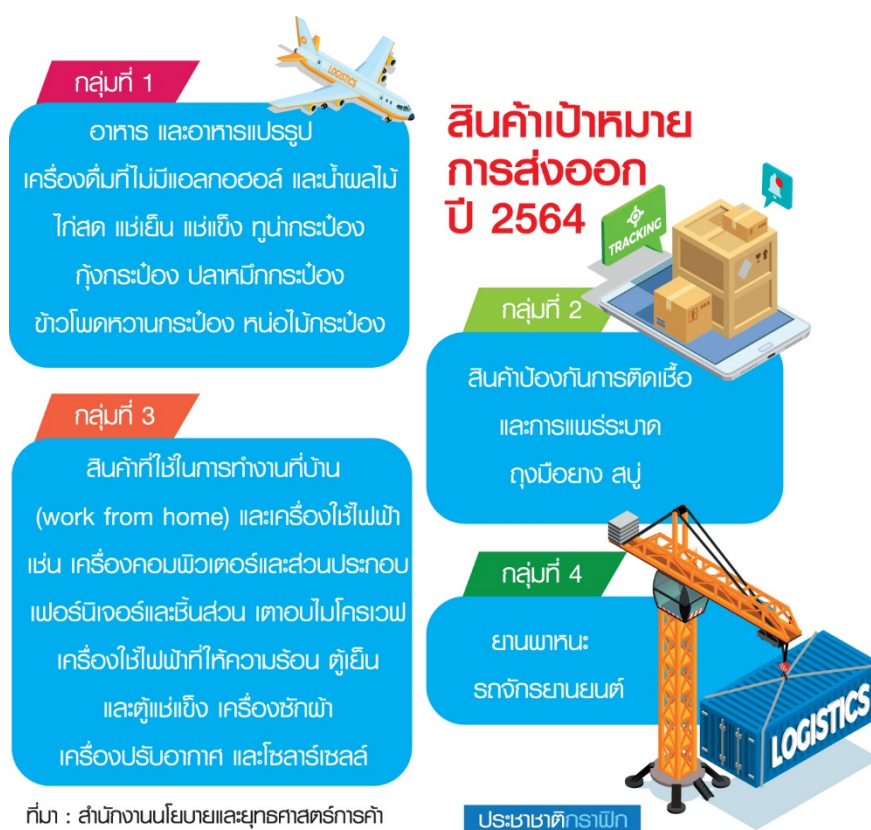 สินค้าเป้าหมาย
การส่งออก
ปี 2564
LOGISTICS
TRACKING
กลุ่มที่ 1
อาหาร และอาหารแปรรูป
เครื่องดื่มที่ไม่มีแอลกอฮอล์ และน้ำผลไม้
ไก่สด แช่เย็น แช่แข็ง ทูน่ากระป๋อง
กุ้งกระป๋อง ปลาหมึกกระป๋อง
ข้าวโพดหวานกระป๋อง หน่อไม้กระป๋อง
กลุ่มที่ 2
สินค้าป้องกันการติดเชื้อ
และการแพร่ระบาด
ถุงมือยาง สบู่
กลุ่มที่ 3
สินค้าที่ใช้ในการทำงานที่บ้าน
(work from home) และเครื่องใช้ไฟฟ้า
เช่น เครื่องคอมพิวเตอร์และส่วนประกอบ
เฟอร์นิเจอร์และชิ้นส่วน เตาอบไมโครเวฟ
เครื่องใช้ไฟฟ้าที่ให้ความร้อน ตู้เย็น
และตู้แช่แข็ง เครื่องซักผ้า
เครื่องปรับอากาศ และโซลาร์เซลล์
กลุ่มที่ 4
ยานพาหนะ
รถจักรยานยนต์
LOGISTICS
ที่มา : สำนักงานนโยบายและยุทธศาสตร์การค้า
ประชาชาติกราฟิก